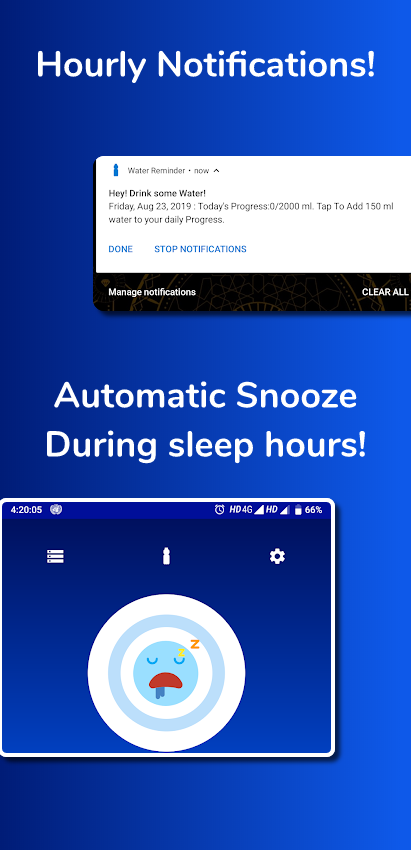 Hourly Notifications!
Water Reminder • now
Hey! Drink some Water!
Friday, Aug 23, 2019 : Today's Progress:0/2000 ml. Tap To Add 150 ml
water to your daily Progress.
DONE STOP NOTIFICATIONS
Manage notifications CLEAR ALL
Automatic Snooze
During sleep hours!
4:20:05 HD 4G HD 66%
z z